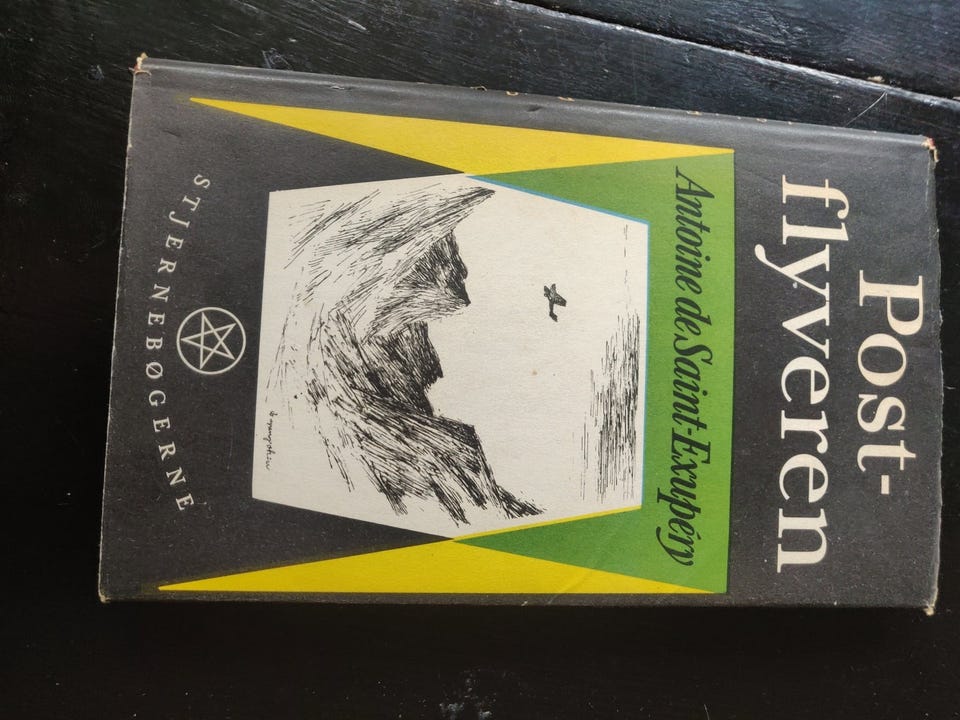 Post-
flyveren
Antoine de Saint-Exupéry
STJERNEBØGERNE